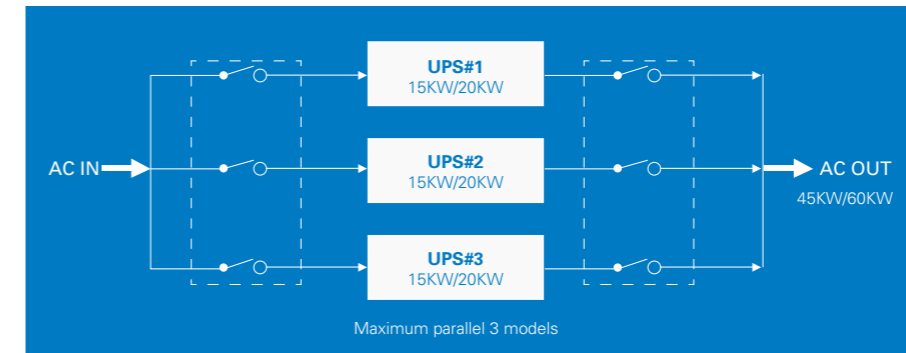 UPS#1
15KW/20KW
AC IN
UPS#2
15KW/20KW
AC OUT
45KW/60KW
UPS#3
15KW/20KW
Maximum parallel 3 models